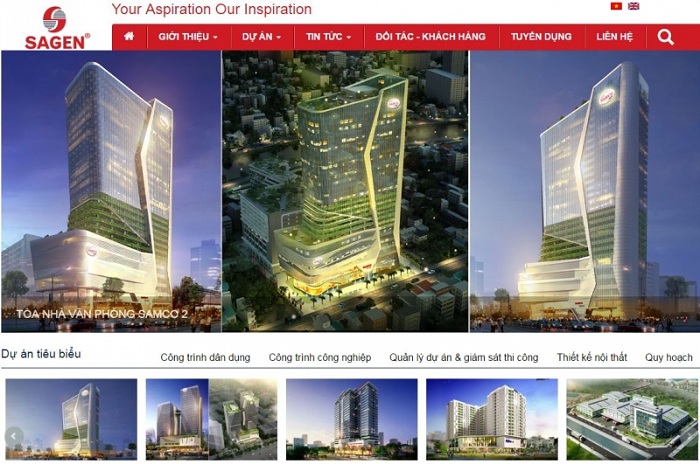 Your Aspiration Our Inspiration
SAGEN®
GIỚI THIỆU
DỰ ÁN
TIN TỨC
ĐỐI TÁC - KHÁCH HÀNG
TUYỂN DỤNG
LIÊN HỆ
TÒA NHÀ VĂN PHÒNG SAMCO 2
Dự án tiêu biểu
Công trình dân dung
Công trình công nghiệp
Quản lý dự án & giám sát thi công
Thiết kế nội thất
Quy hoạch